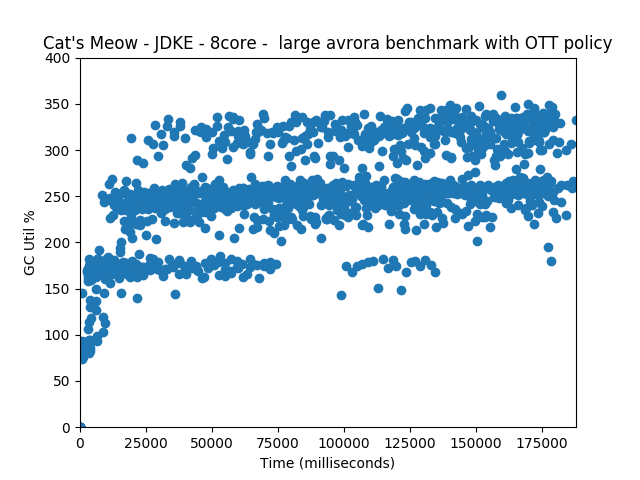 Cat's Meow - JDKE - 8core -  large avrora benchmark with OTT policy
400
350
300
250
200
150
100
50
0
GC Util %
0 25000 50000 75000 100000 125000 150000 175000
Time (milliseconds)